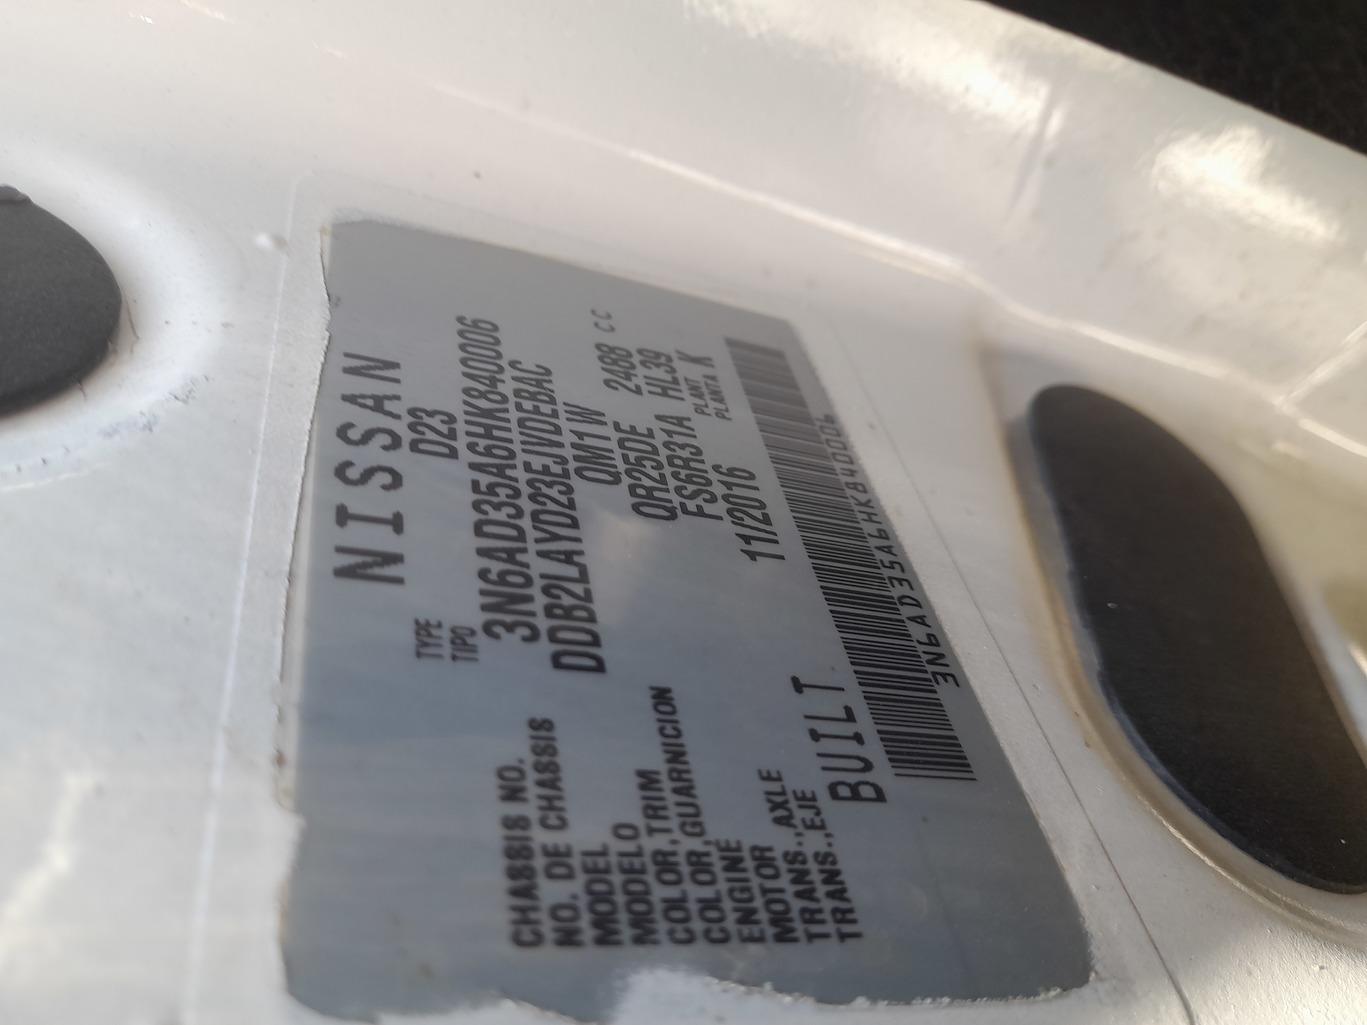 NISSAN
TYPE
TIPO D23
CHASSIS NO. 3N6AD35A6HK840006
NO. DE CHASSIS
MODEL DDB2LAYD23EJVDEBAC
MODELO
COLOR,TRIM QM1 W
COLOR,GUARNICION
ENGINE QR25DE 2488 CC
MOTOR
TRANS.,AXLE FS6R31A HL39
TRANS.,EJE
PLANT K
PLANTA
BUILT 11/2016
3N6AD35A6HK840006